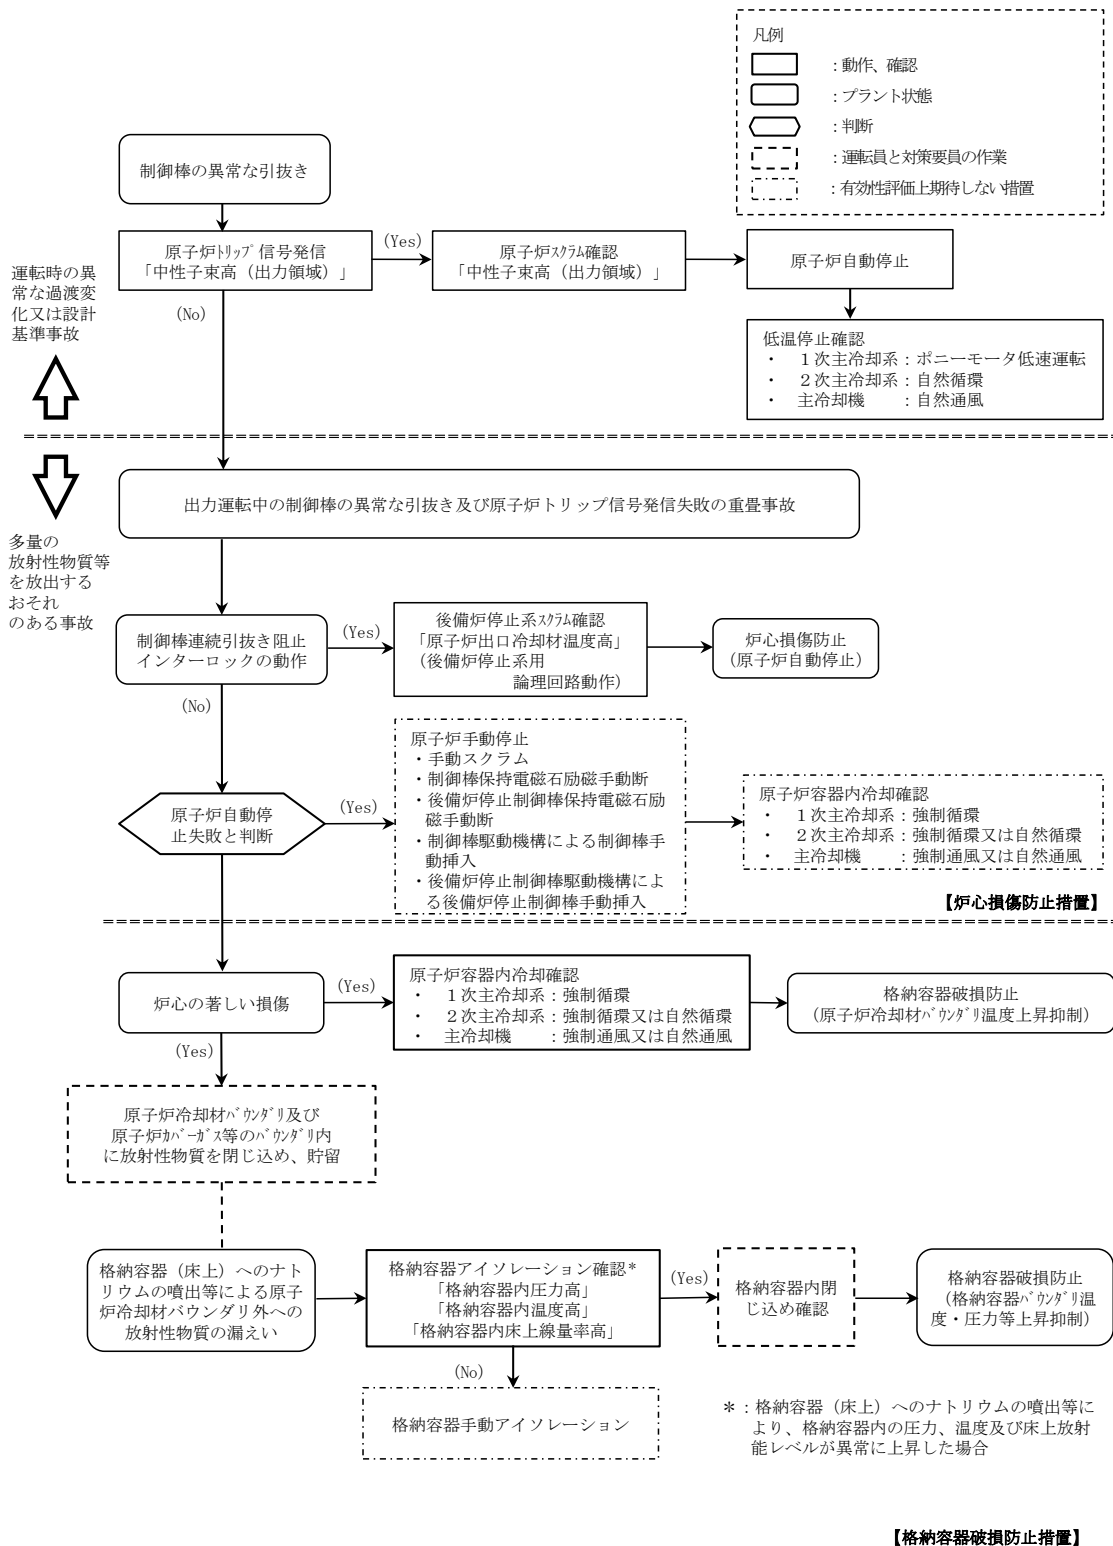 凡例
：動作、確認
：プラント状態
：判断
：運転員と対策要員の作業
：有効性評価上期待しない措置
制御棒の異常な引抜き
原子炉ﾄﾘｯﾌﾟ信号発信
「中性子束高（出力領域）」
(Yes)
原子炉ｽｸﾗﾑ確認
「中性子束高（出力領域）」
原子炉自動停止
運転時の異
常な過渡変
化又は設計
基準事故
(No)
低温停止確認
・　１次主冷却系：ポニーモータ低速運転
・　２次主冷却系：自然循環
・　主冷却機　　：自然通風
出力運転中の制御棒の異常な引抜き及び原子炉トリップ信号発信失敗の重畳事故
多量の
放射性物質等
を放出する
おそれ
のある事故
制御棒連続引抜き阻止
インターロックの動作
(Yes)
後備炉停止系ｽｸﾗﾑ確認
「原子炉出口冷却材温度高」
（後備炉停止系用
論理回路動作）
炉心損傷防止
（原子炉自動停止）
(No)
原子炉自動停
止失敗と判断
(Yes)
原子炉手動停止
・手動スクラム
・制御棒保持電磁石励磁手動断
・後備炉停止制御棒保持電磁石励
磁手動断
・制御棒駆動機構による制御棒手
動挿入
・後備炉停止制御棒駆動機構によ
る後備炉停止制御棒手動挿入
原子炉容器内冷却確認
・　１次主冷却系：強制循環
・　２次主冷却系：強制循環又は自然循環
・　主冷却機　　：強制通風又は自然通風
【炉心損傷防止措置】
炉心の著しい損傷
(Yes)
原子炉容器内冷却確認
・　１次主冷却系：強制循環
・　２次主冷却系：強制循環又は自然循環
・　主冷却機　　：強制通風又は自然通風
格納容器破損防止
（原子炉冷却材ﾊﾞｳﾝﾀﾞﾘ温度上昇抑制）
(Yes)
原子炉冷却材ﾊﾞｳﾝﾀﾞﾘ及び
原子炉ｶﾊﾞｰｶﾞｽ等のﾊﾞｳﾝﾀﾞﾘ内
に放射性物質を閉じ込め、貯留
格納容器（床上）へのナト
リウムの噴出等による原子
炉冷却材バウンダリ外への
放射性物質の漏えい
格納容器アイソレーション確認*
「格納容器内圧力高」
「格納容器内温度高」
「格納容器内床上線量率高」
(Yes)
格納容器内閉
じ込め確認
格納容器破損防止
（格納容器ﾊﾞｳﾝﾀﾞﾘ温
度・圧力等上昇抑制）
(No)
格納容器手動アイソレーション
＊：格納容器（床上）へのナトリウムの噴出等に
より、格納容器内の圧力、温度及び床上放射
能レベルが異常に上昇した場合
【格納容器破損防止措置】